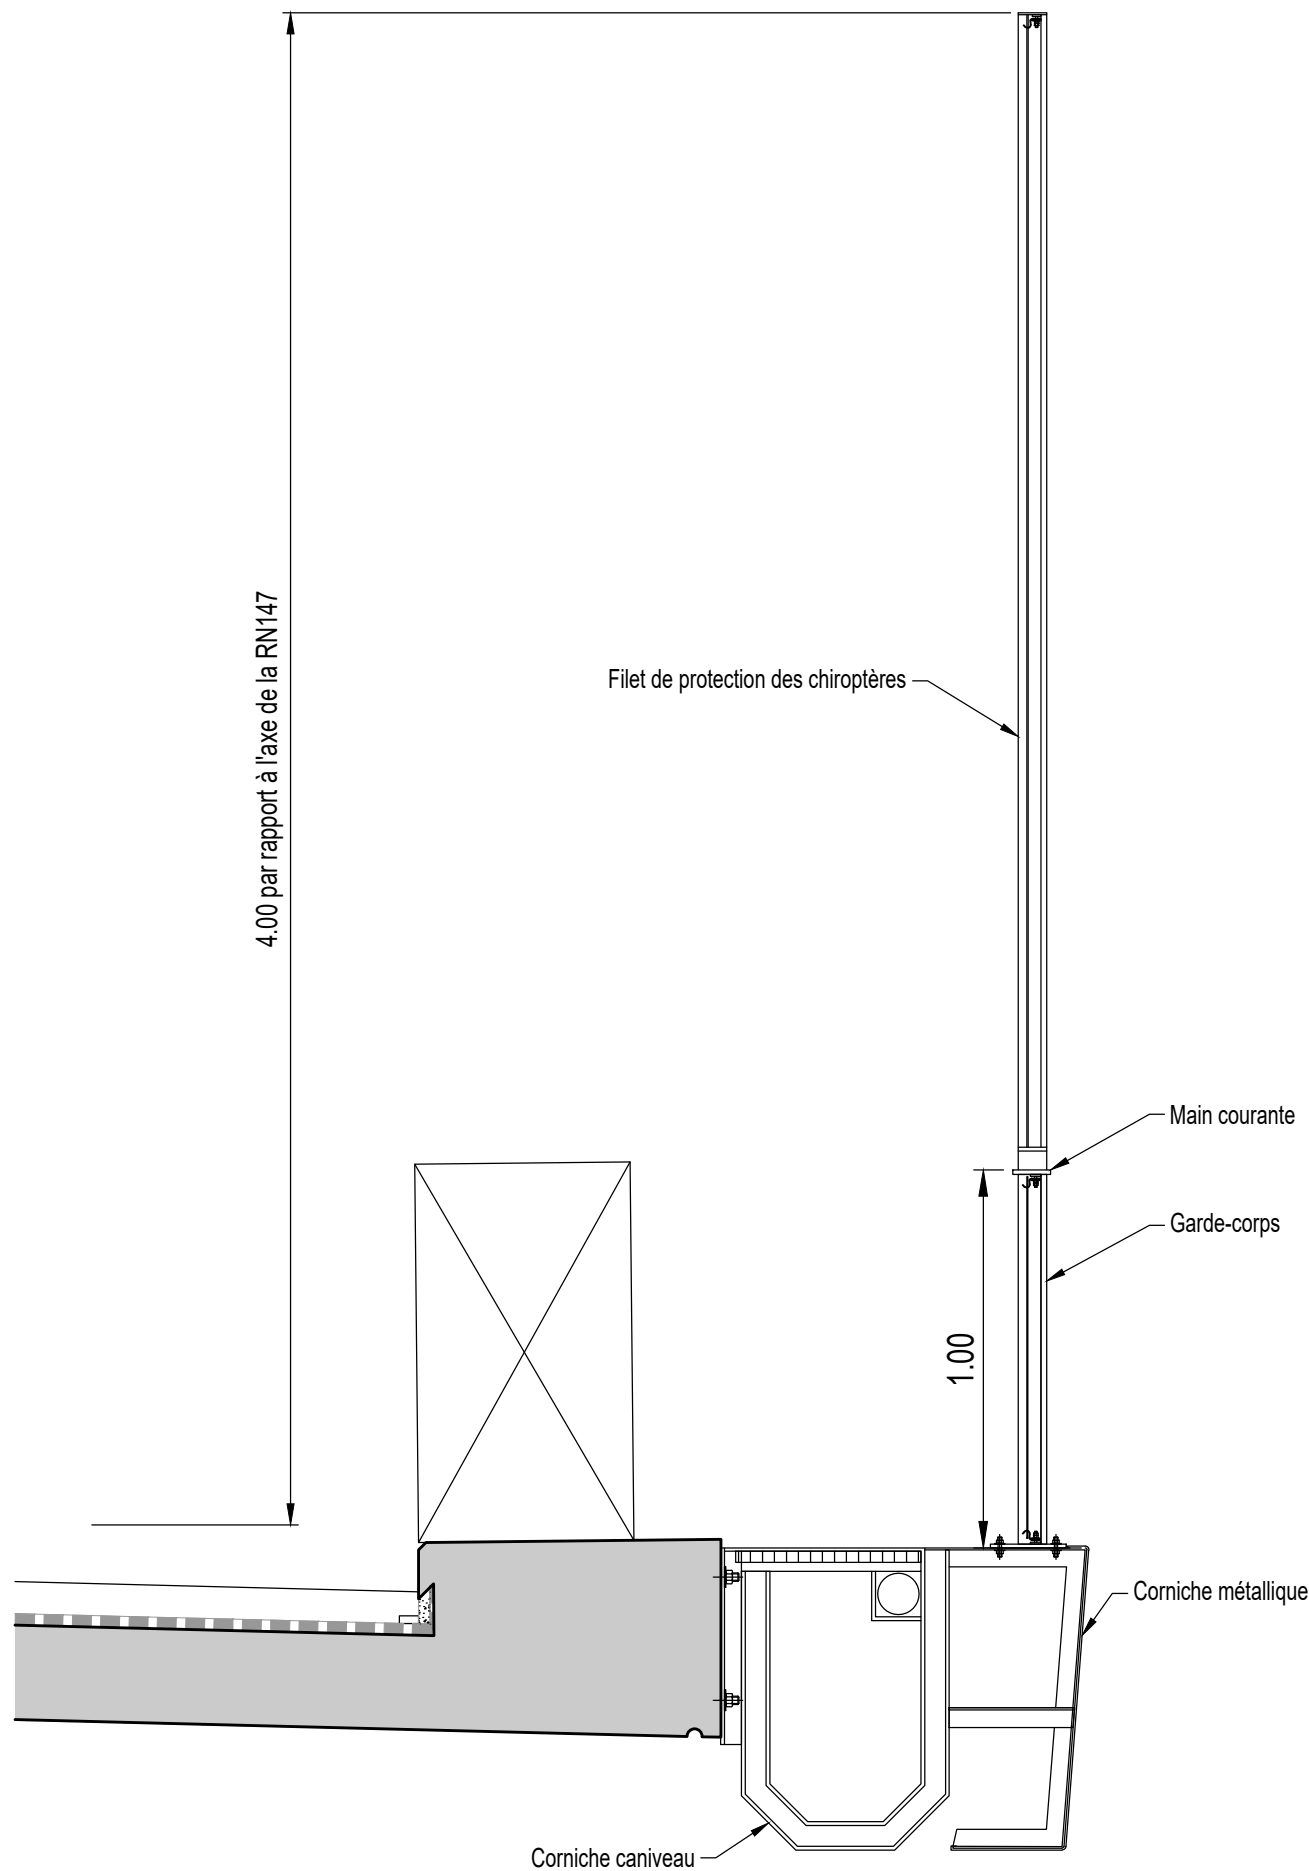 4.00 par rapport à l'axe de la RN147
Filet de protection des chiroptères
Main courante
Garde-corps
1.00
Corniche métallique
Corniche caniveau